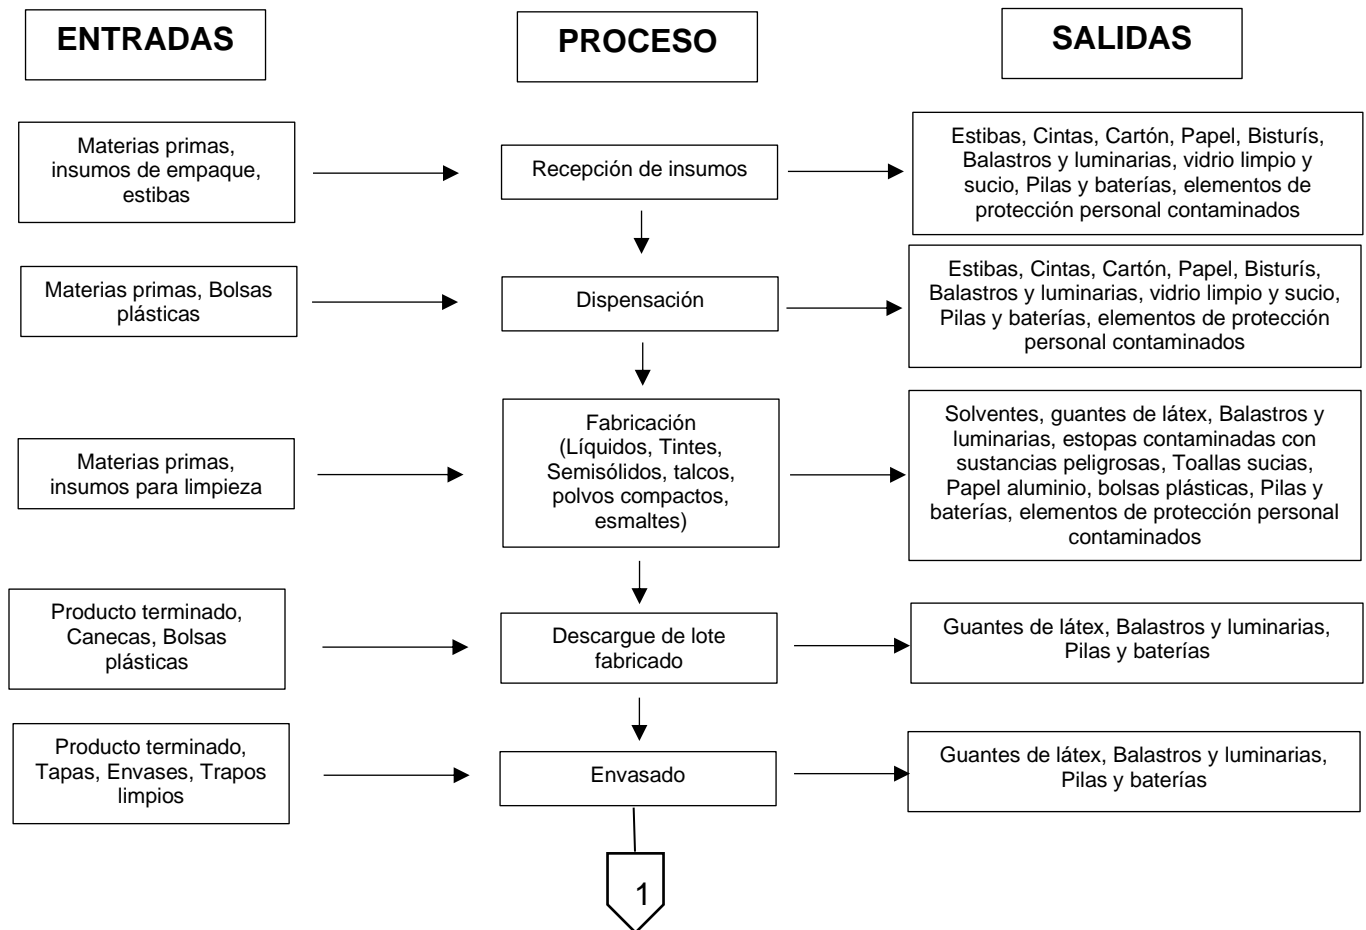 ENTRADAS
PROCESO
SALIDAS
Materias primas,
insumos de empaque,
estibas
Recepción de insumos
Estibas, Cintas, Cartón, Papel, Bisturís,
Balastros y luminarias, vidrio limpio y
sucio, Pilas y baterías, elementos de
protección personal contaminados
Materias primas, Bolsas
plásticas
Dispensación
Estibas, Cintas, Cartón, Papel, Bisturís,
Balastros y luminarias, vidrio limpio y sucio,
Pilas y baterías, elementos de protección
personal contaminados
Materias primas,
insumos para limpieza
Fabricación
(Líquidos, Tintes,
Semisólidos, talcos,
polvos compactos,
esmaltes)
Solventes, guantes de látex, Balastros y
luminarias, estopas contaminadas con
sustancias peligrosas, Toallas sucias,
Papel aluminio, bolsas plásticas, Pilas y
baterías, elementos de protección personal
contaminados
Producto terminado,
Canecas, Bolsas
plásticas
Descargue de lote
fabricado
Guantes de látex, Balastros y luminarias,
Pilas y baterías
Producto terminado,
Tapas, Envases, Trapos
limpios
Envasado
Guantes de látex, Balastros y luminarias,
Pilas y baterías
1